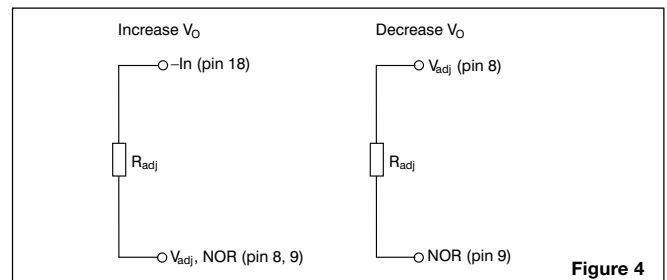 Increase VO
Decrease VO
–In (pin 18)
Vadj (pin 8)
Radj
Radj
Vadj, NOR (pin 8, 9)
NOR (pin 9)
Figure 4